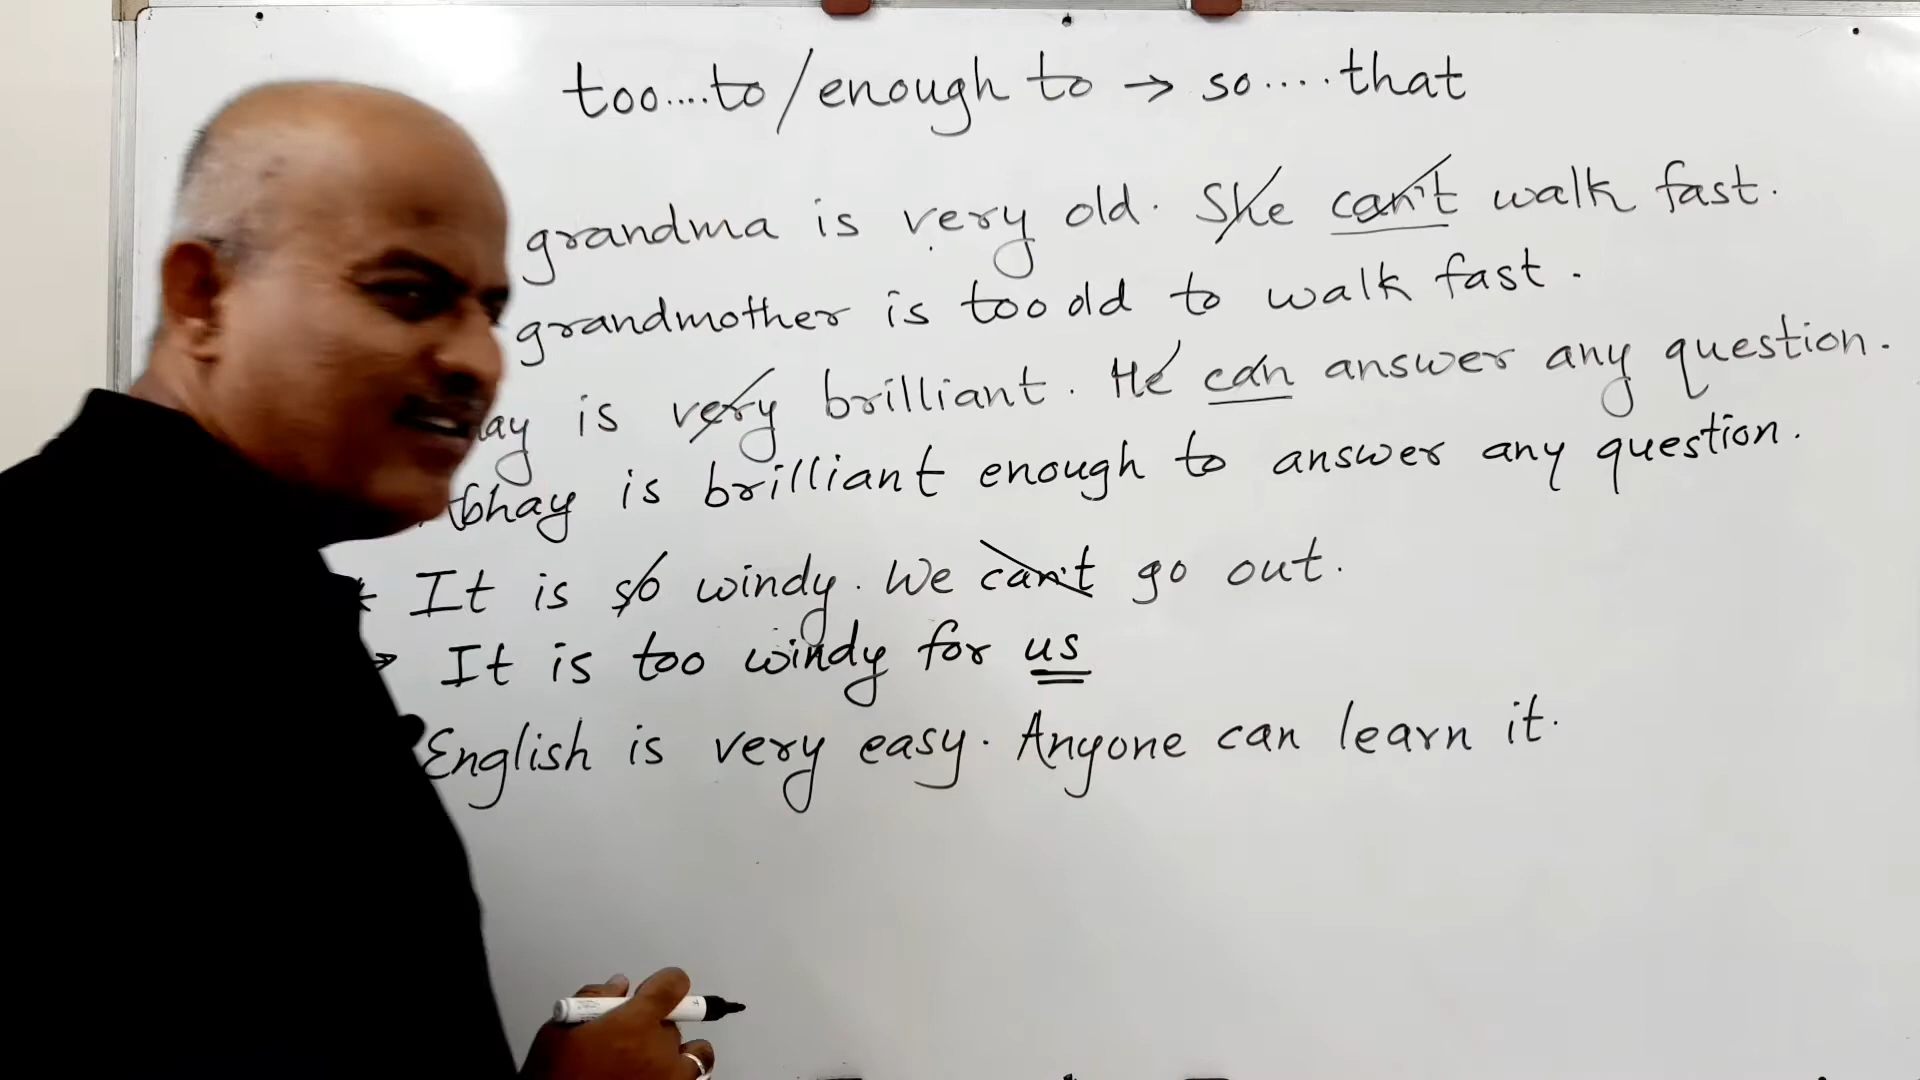 too....to/enough to → so....that
grandma is very old. She can't walk fast.
grandmother is too old to walk fast.
is very brilliant. He can answer any question.
Abhay is brilliant enough to answer any question.
* It is so windy. We can't go out.
→ It is too windy for us
English is very easy. Anyone can learn it.